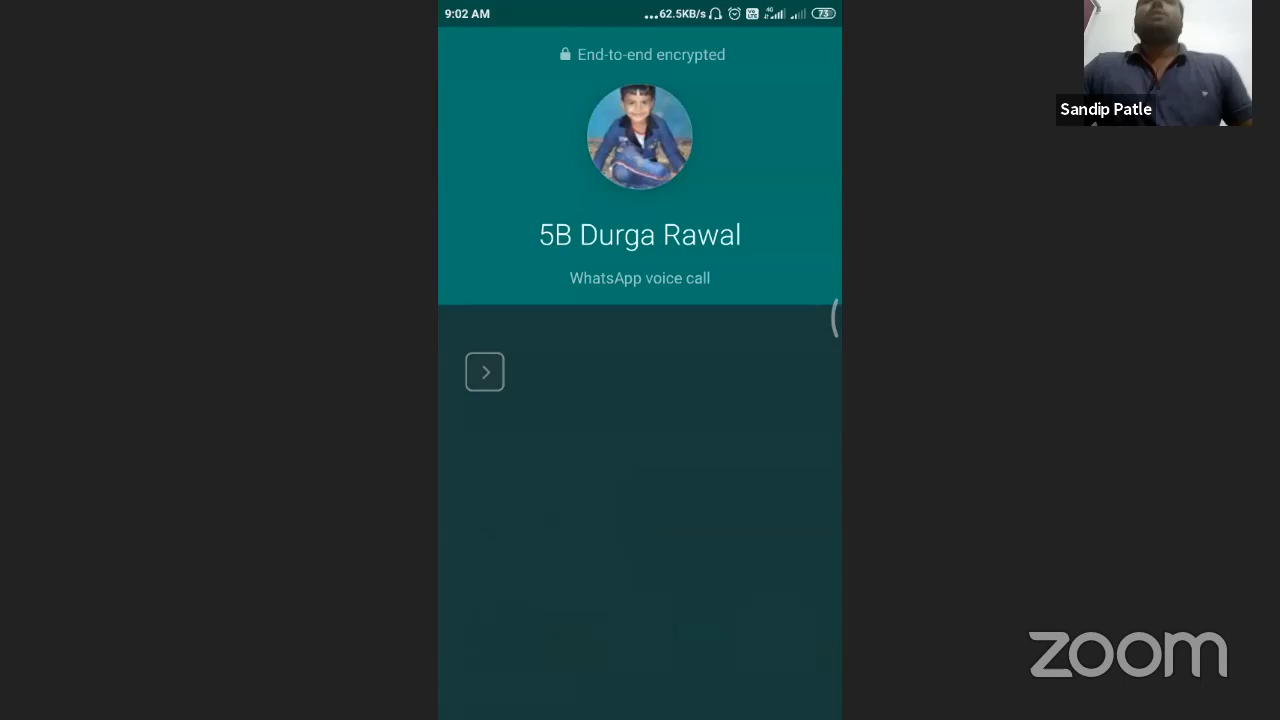 9:02 AM
...62.5KB/s 4G 73
End-to-end encrypted
5B Durga Rawal
WhatsApp voice call
Sandip Patle
zoom